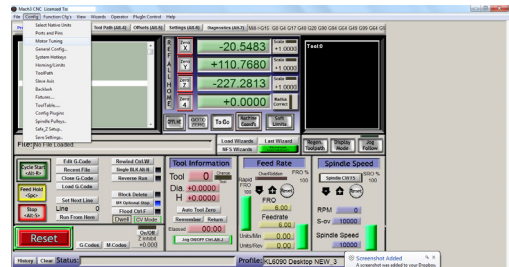 Mach3 CNC Licensed To:
File Config Function Cfg's View Wizards Operator PlugIn Control Help
Select Native Units
Ports and Pins
Motor Tuning
General Config...
System Hotkeys
Homing/Limits
ToolPath
Slave Axis
Backlash
Fixtures...
ToolTable...
Config Plugins
Spindle Pulleys..
Safe_Z Setup..
Save Settings..
Tool Path (Alt-4)
Offsets (Alt-5)
Settings (Alt-6)
Diagnostics (Alt-7)
REF ALL HOME
Zero X -20.5483 Scale +1.0000
Zero Y +110.7680 Scale +1.0000
Zero Z -227.2813 Scale +1.0000
Zero 4 +0.0000 Radius Correct
OFFLINE
GOTO ZERO
To Go
Machine Coord's
Soft Limits
Tool:0
File: No File Loaded
Load Wizards
Last Wizard
NFS Wizards
Regen. Toolpath
Display Mode
Jog Follow
Cycle Start <Alt-R>
Feed Hold <Spc>
Stop <Alt-S>
Edit G-Code
Recent File
Close G-Code
Load G-Code
Set Next Line
Line 0
Run From Here
Rewind Ctrl-W
Single BLK Alt-N
Reverse Run
Block Delete
M1 Optional Stop
Flood Ctrl-F
Dwell
CV Mode
Reset
G-Codes
M-Codes
On/Off
Z Inhibit
+0.000
Tool Information
Tool 0
Change Tool
Dia. +0.0000
H +0.0000
Auto Tool Zero
Remember
Return
Elapsed 00:00
Jog ON/OFF Ctrl-Alt-J
Feed Rate
OverRidden
FRO %
100
FRO
6.00
Feedrate
6.00
Units/Min 0.00
Units/Rev 0.00
Reset
Spindle Speed
Spindle CW F5
SRO %
100
Reset
RPM 0
S-ov 10000
Spindle Speed
10000
History
Clear
Status:
Profile: KL6090 Desktop NEW_3
Screenshot Added
A screenshot was added to your Dropbox.